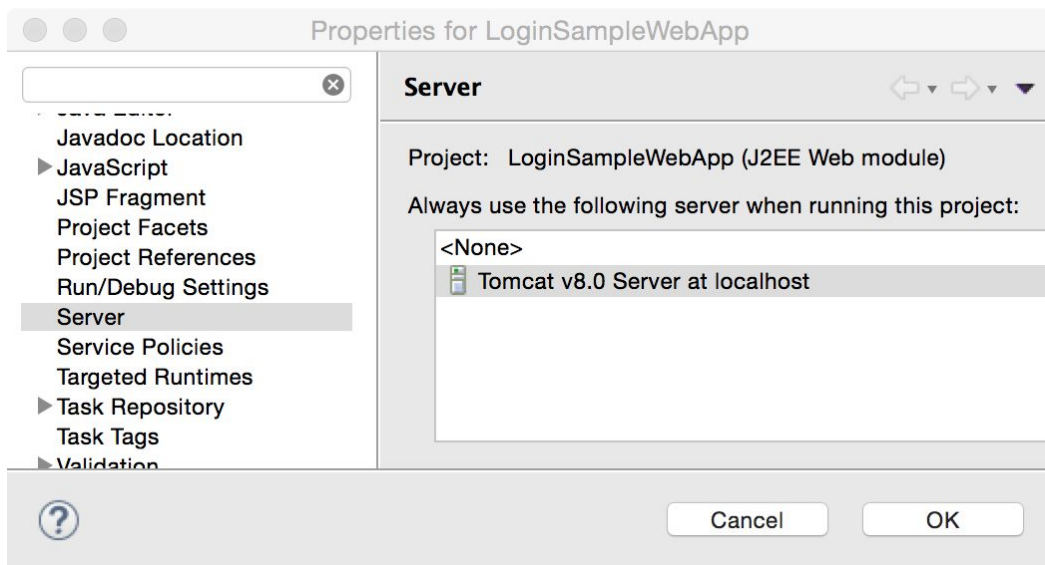 Properties for LoginSampleWebApp
Javadoc Location
JavaScript
JSP Fragment
Project Facets
Project References
Run/Debug Settings
Server
Service Policies
Targeted Runtimes
Task Repository
Task Tags
Validation
Server
Project: LoginSampleWebApp (J2EE Web module)
Always use the following server when running this project:
<None>
Tomcat v8.0 Server at localhost
?
Cancel
OK